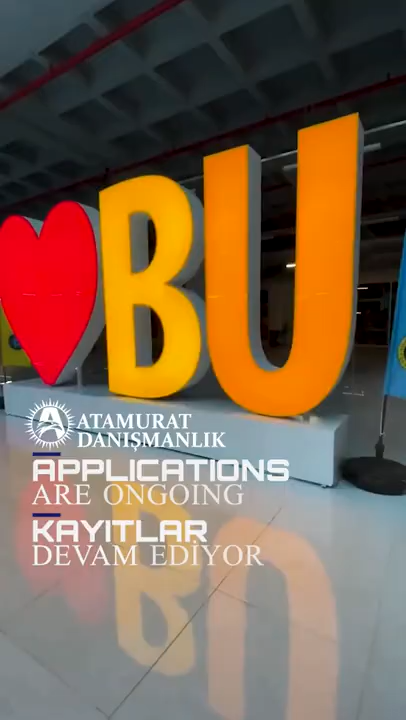 BU
ATAMURAT
DANIŞMANLIK
APPLICATIONS
ARE ONGOING
KAYITLAR
DEVAM EDİYOR